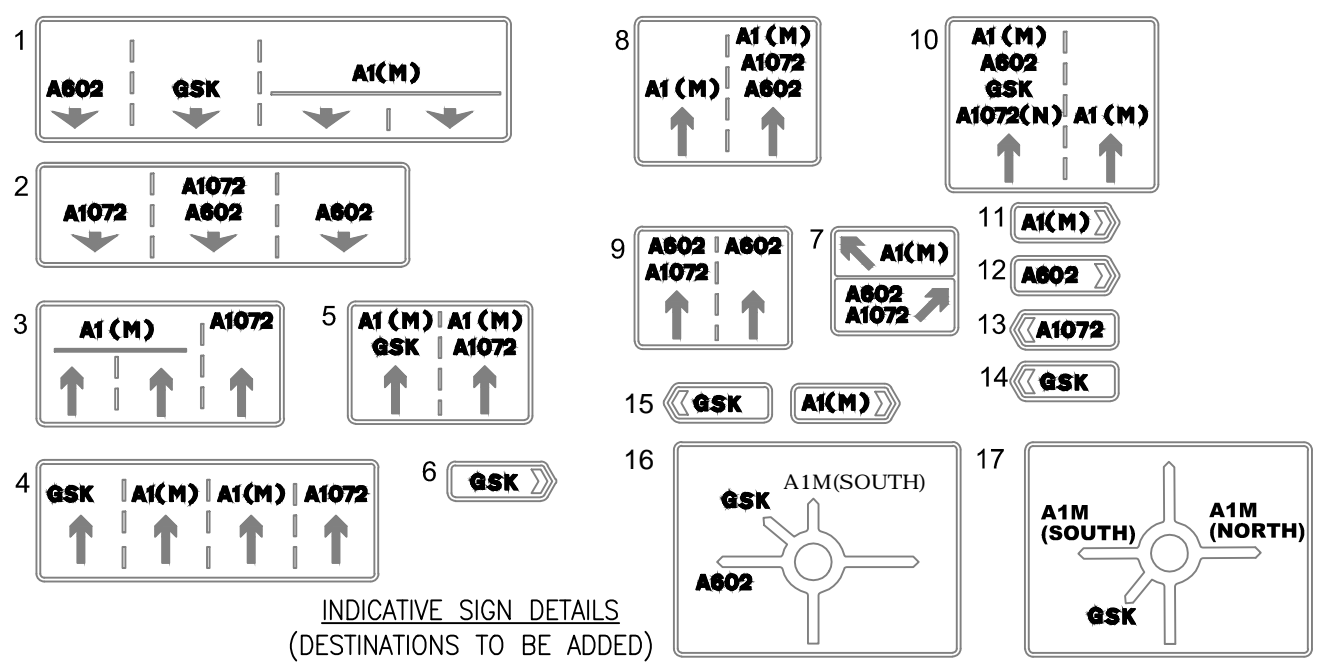 1
A602
GSK
A1(M)
2
A1072
A1072
A602
A602
3
A1(M)
A1072
4
GSK
A1(M)
A1(M)
A1072
5
A1(M)
GSK
A1(M)
A1072
6
GSK
8
A1(M)
A1(M)
A1072
A602
9
A602
A1072
A602
7
A1(M)
A602
A1072
10
A1(M)
A602
GSK
A1072(N)
A1(M)
11
A1(M)
12
A602
13
A1072
14
GSK
15
GSK
A1(M)
16
A1M(SOUTH)
GSK
A602
17
A1M
(SOUTH)
A1M
(NORTH)
GSK
INDICATIVE SIGN DETAILS
(DESTINATIONS TO BE ADDED)